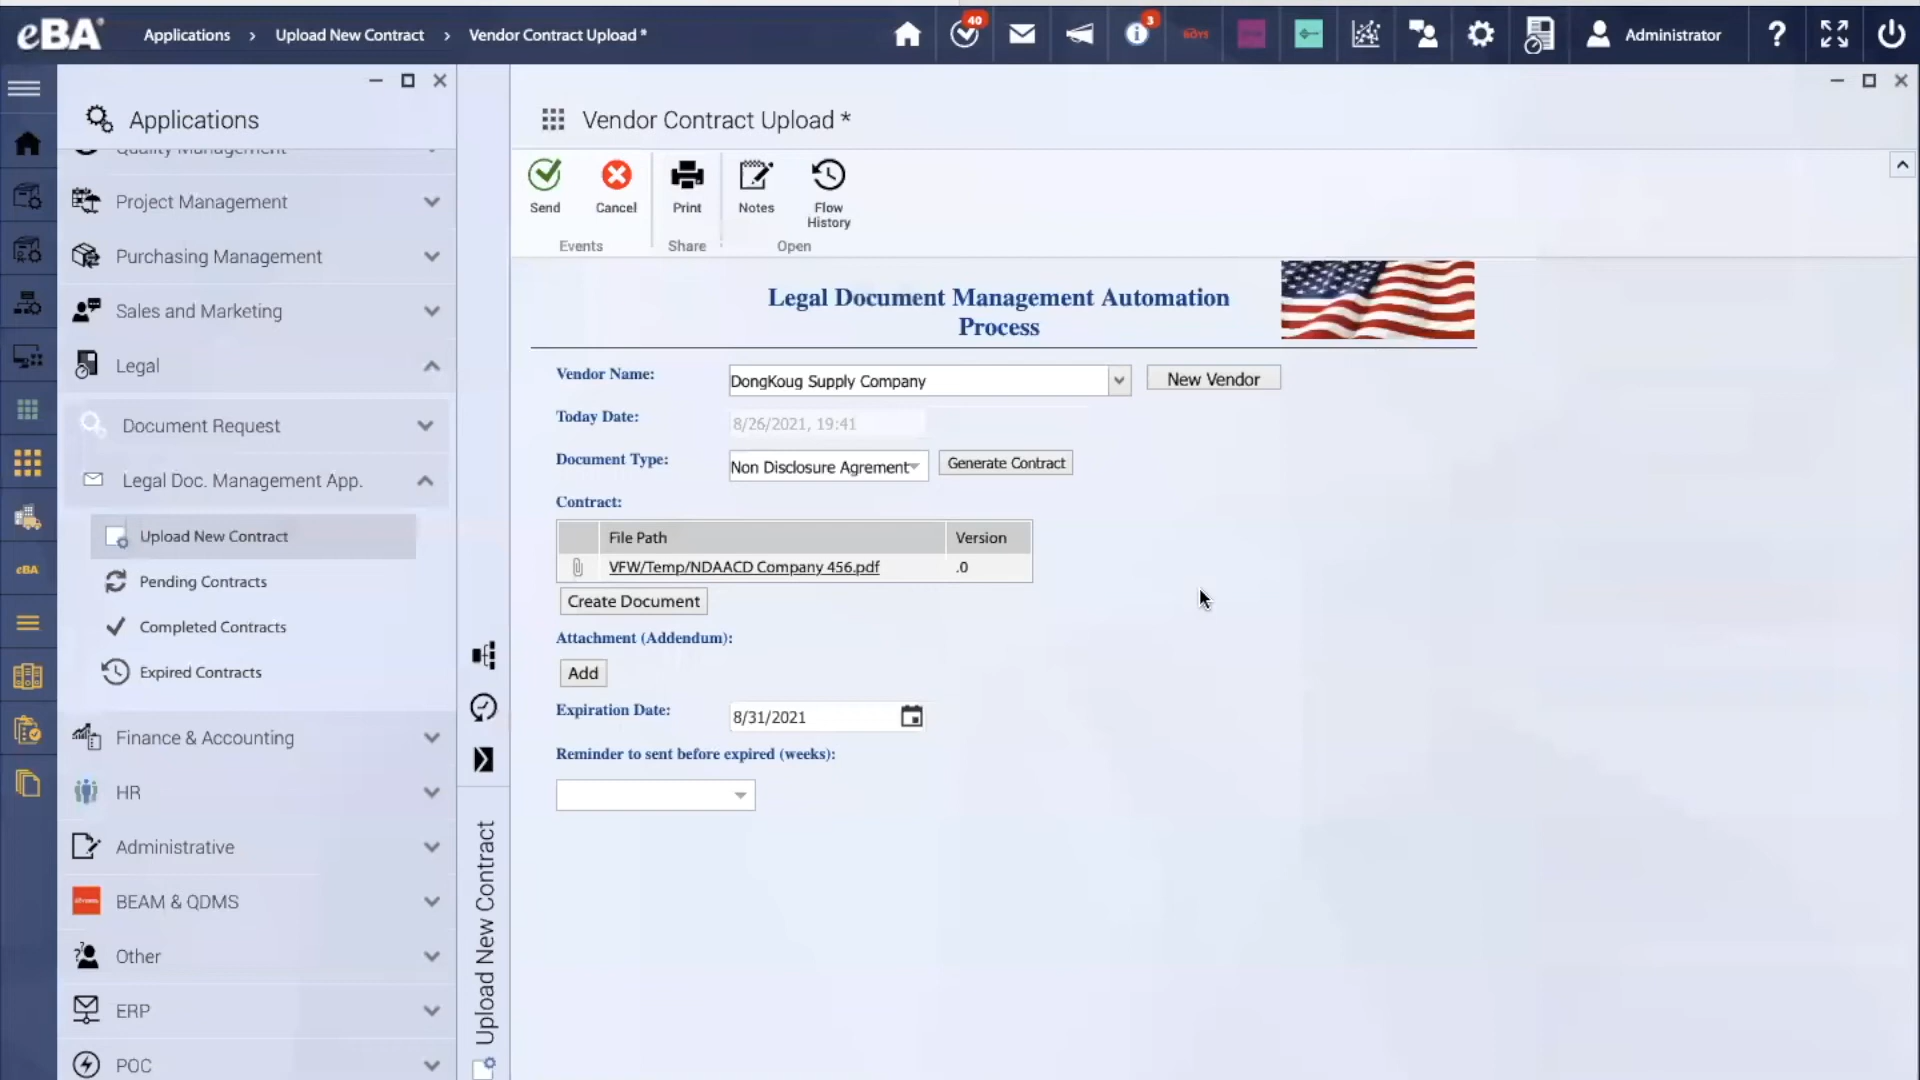 eBA
Applications > Upload New Contract > Vendor Contract Upload *
40
3
Administrator
?
Applications
Quality Management
Project Management
Purchasing Management
Sales and Marketing
Legal
Document Request
Legal Doc. Management App.
Upload New Contract
Pending Contracts
Completed Contracts
Expired Contracts
Finance & Accounting
HR
Administrative
BEAM & QDMS
Other
ERP
POC
eBA
Upload New Contract
Vendor Contract Upload *
Send
Cancel
Print
Notes
Flow
History
Events
Share
Open
Legal Document Management Automation
Process
Vendor Name:
DongKoug Supply Company
New Vendor
Today Date:
8/26/2021, 19:41
Document Type:
Non Disclosure Agrement
Generate Contract
Contract:
File Path
Version
VFW/Temp/NDAACD Company 456.pdf
.0
Create Document
Attachment (Addendum):
Add
Expiration Date:
8/31/2021
Reminder to sent before expired (weeks):